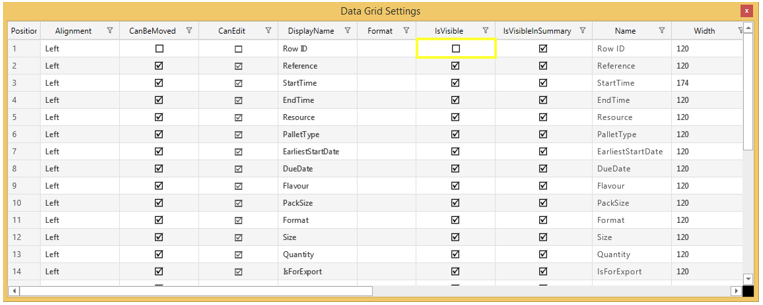 Data Grid Settings
x
Position Alignment CanBeMoved CanEdit DisplayName Format IsVisible IsVisibleInSummary Name Width
1 Left Row ID Row ID 120
2 Left Reference Reference 120
3 Left StartTime StartTime 174
4 Left EndTime EndTime 120
5 Left Resource Resource 120
6 Left PalletType PalletType 120
7 Left EarliestStartDate EarliestStartDate 120
8 Left DueDate DueDate 120
9 Left Flavour Flavour 120
10 Left PackSize PackSize 120
11 Left Format Format 120
12 Left Size Size 120
13 Left Quantity Quantity 120
14 Left IsForExport IsForExport 120